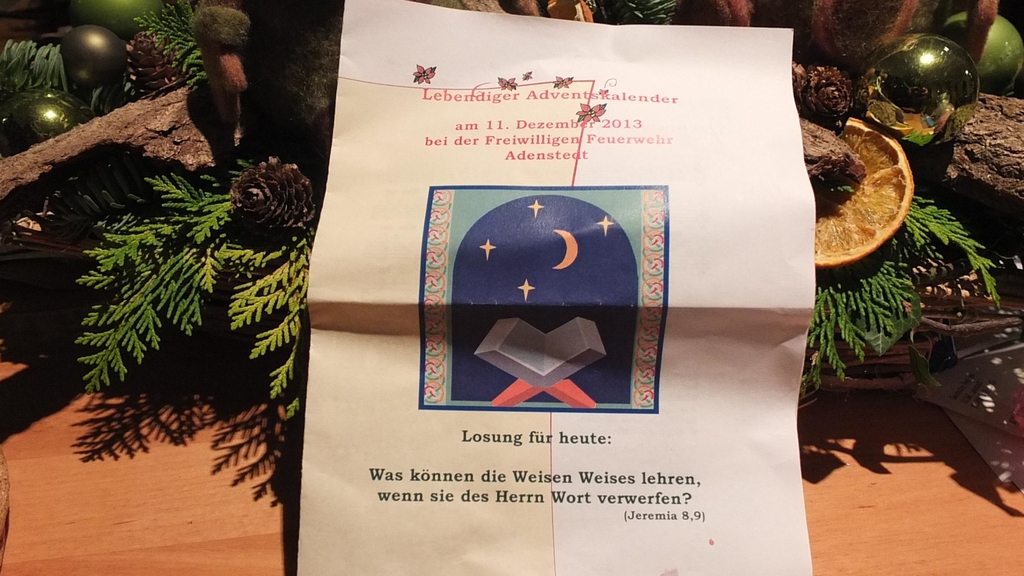 Lebendiger Adventskalender
am 11. Dezember 2013
bei der Freiwilligen Feuerwehr
Adenstedt
Losung für heute:
Was können die Weisen Weises lehren,
wenn sie des Herrn Wort verwerfen?
(Jeremia 8,9)